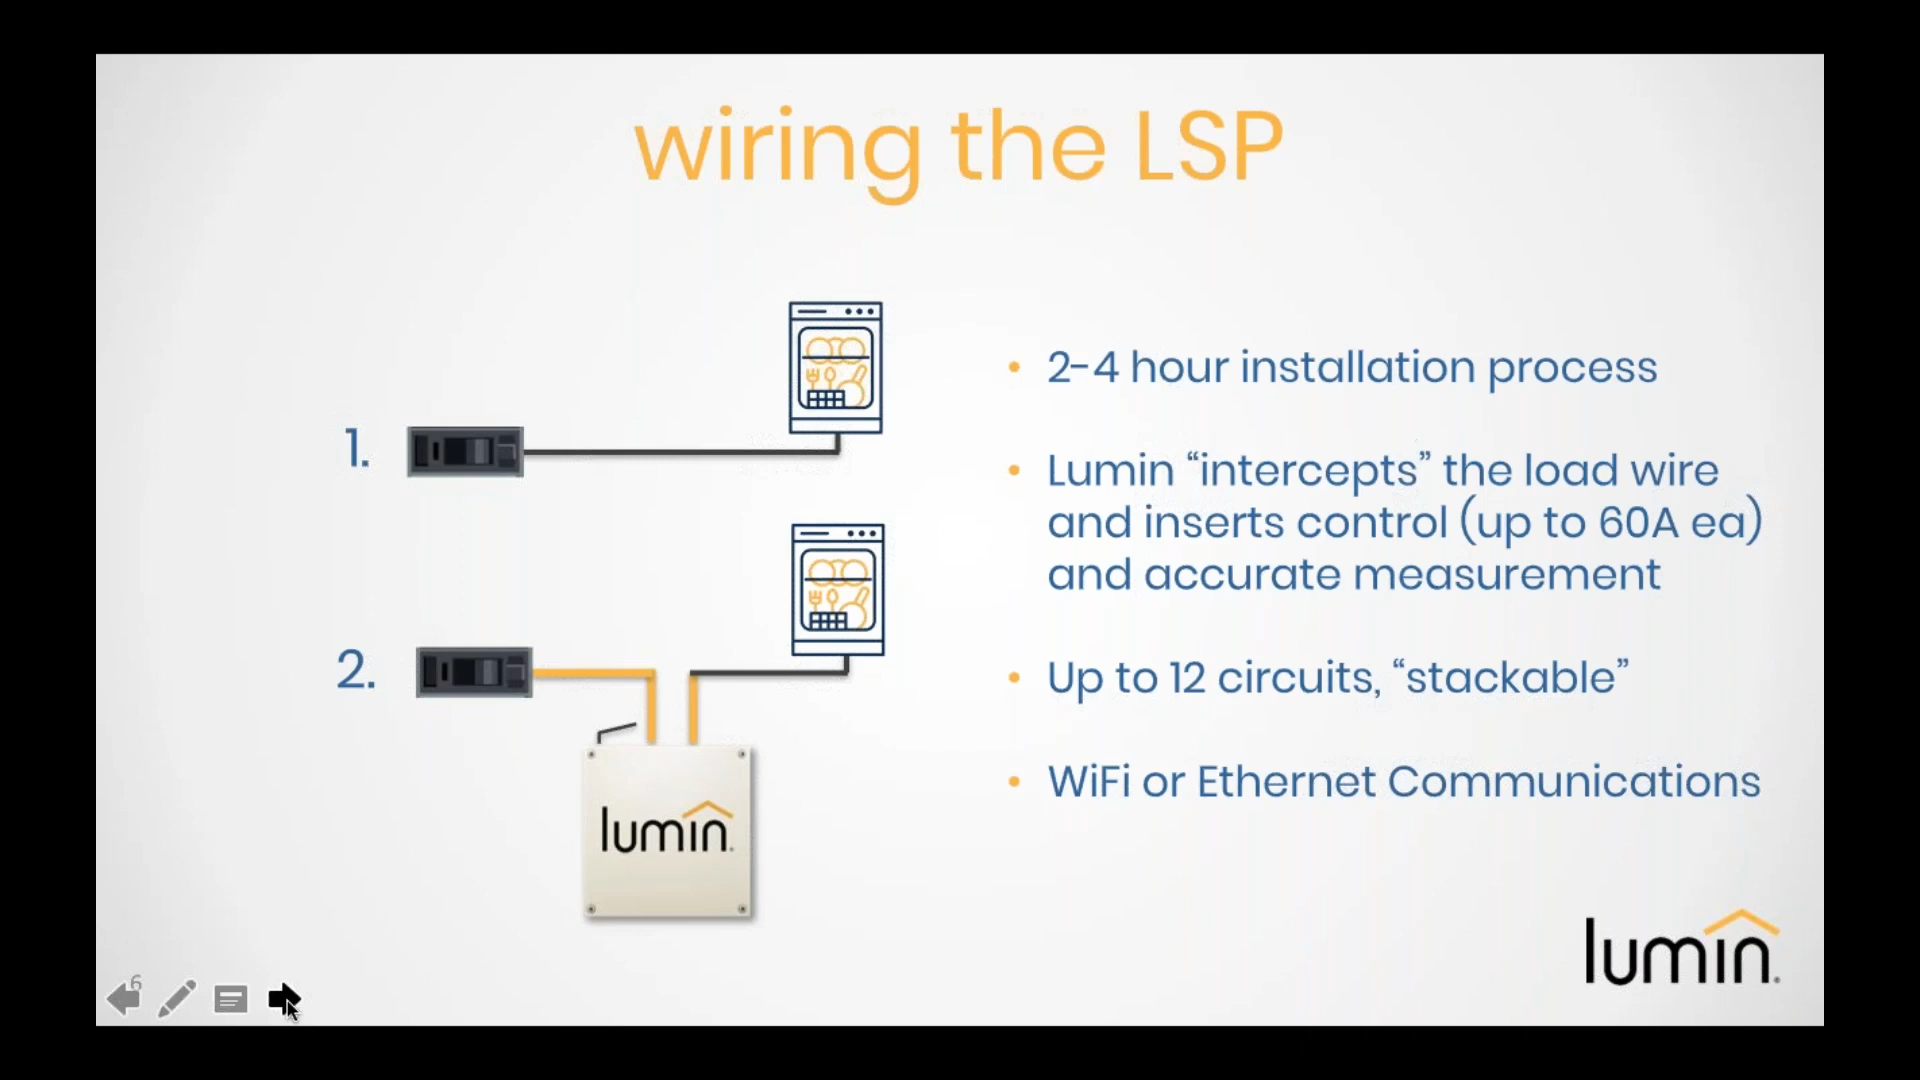 wiring the LSP
1.
2.
lumin.
• 2-4 hour installation process
• Lumin “intercepts” the load wire
and inserts control (up to 60A ea)
and accurate measurement
• Up to 12 circuits, “stackable”
• WiFi or Ethernet Communications
lumin.
6